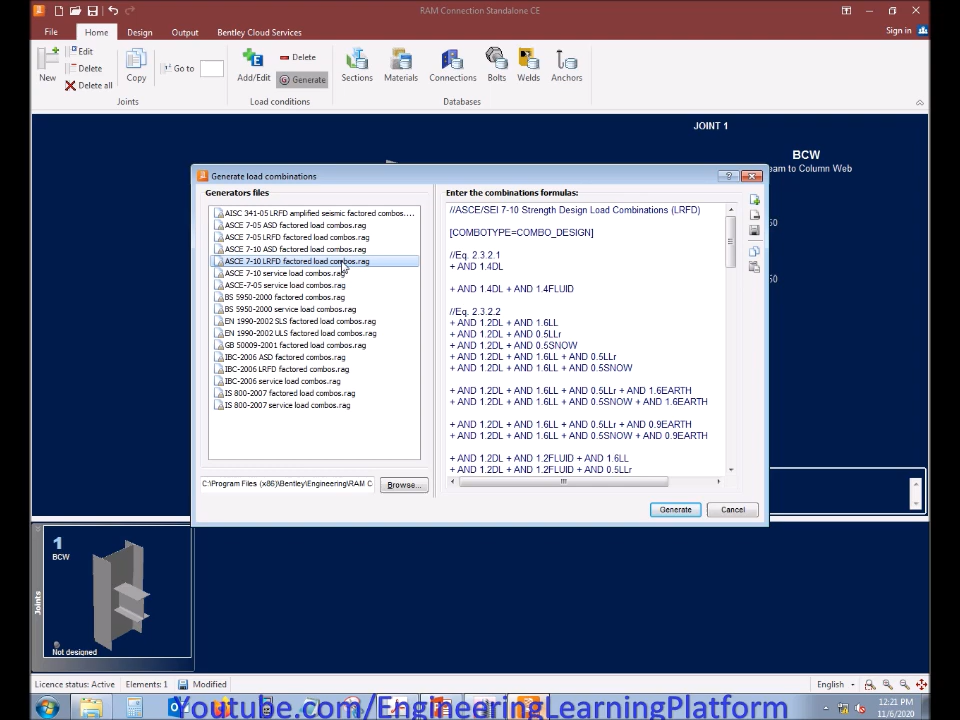 RAM Connection Standalone CE
File
Home
Design
Output
Bentley Cloud Services
Sign in
New
Edit
Delete
Delete all
Copy
Go to
Joints
Add/Edit
Delete
Generate
Load conditions
Sections
Materials
Connections
Bolts
Welds
Anchors
Databases
JOINT 1
BCW
eam to Column Web
50
50
Generate load combinations
Generators files
AISC 341-05 LRFD amplified seismic factored combos....
ASCE 7-05 ASD factored load combos.rag
ASCE 7-05 LRFD factored load combos.rag
ASCE 7-10 ASD factored load combos.rag
ASCE 7-10 LRFD factored load combos.rag
ASCE 7-10 service load combos.rag
ASCE-7-05 service load combos.rag
BS 5950-2000 factored combos.rag
BS 5950-2000 service load combos.rag
EN 1990-2002 SLS factored load combos.rag
EN 1990-2002 ULS factored load combos.rag
GB 50009-2001 factored load combos.rag
IBC-2006 ASD factored load combos.rag
IBC-2006 LRFD factored load combos.rag
IBC-2006 service load combos.rag
IS 800-2007 factored load combos.rag
IS 800-2007 service load combos.rag
C:\Program Files (x86)\Bentley\Engineering\RAM C
Browse...
Enter the combinations formulas:
//ASCE/SEI 7-10 Strength Design Load Combinations (LRFD)
[COMBOTYPE=COMBO_DESIGN]
//Eq. 2.3.2.1
+ AND 1.4DL
+ AND 1.4DL + AND 1.4FLUID
//Eq. 2.3.2.2
+ AND 1.2DL + AND 1.6LL
+ AND 1.2DL + AND 0.5LLr
+ AND 1.2DL + AND 0.5SNOW
+ AND 1.2DL + AND 1.6LL + AND 0.5LLr
+ AND 1.2DL + AND 1.6LL + AND 0.5SNOW
+ AND 1.2DL + AND 1.6LL + AND 0.5LLr + AND 1.6EARTH
+ AND 1.2DL + AND 1.6LL + AND 0.5SNOW + AND 1.6EARTH
+ AND 1.2DL + AND 1.6LL + AND 0.5LLr + AND 0.9EARTH
+ AND 1.2DL + AND 1.6LL + AND 0.5SNOW + AND 0.9EARTH
+ AND 1.2DL + AND 1.2FLUID + AND 1.6LL
+ AND 1.2DL + AND 1.2FLUID + AND 0.5LLr
Generate
Cancel
Joints
1
BCW
Not designed
Licence status: Active
Elements: 1
Modified
English
12:21 PM
11/6/2020
Youtube.com/EngineeringLearningPlatform